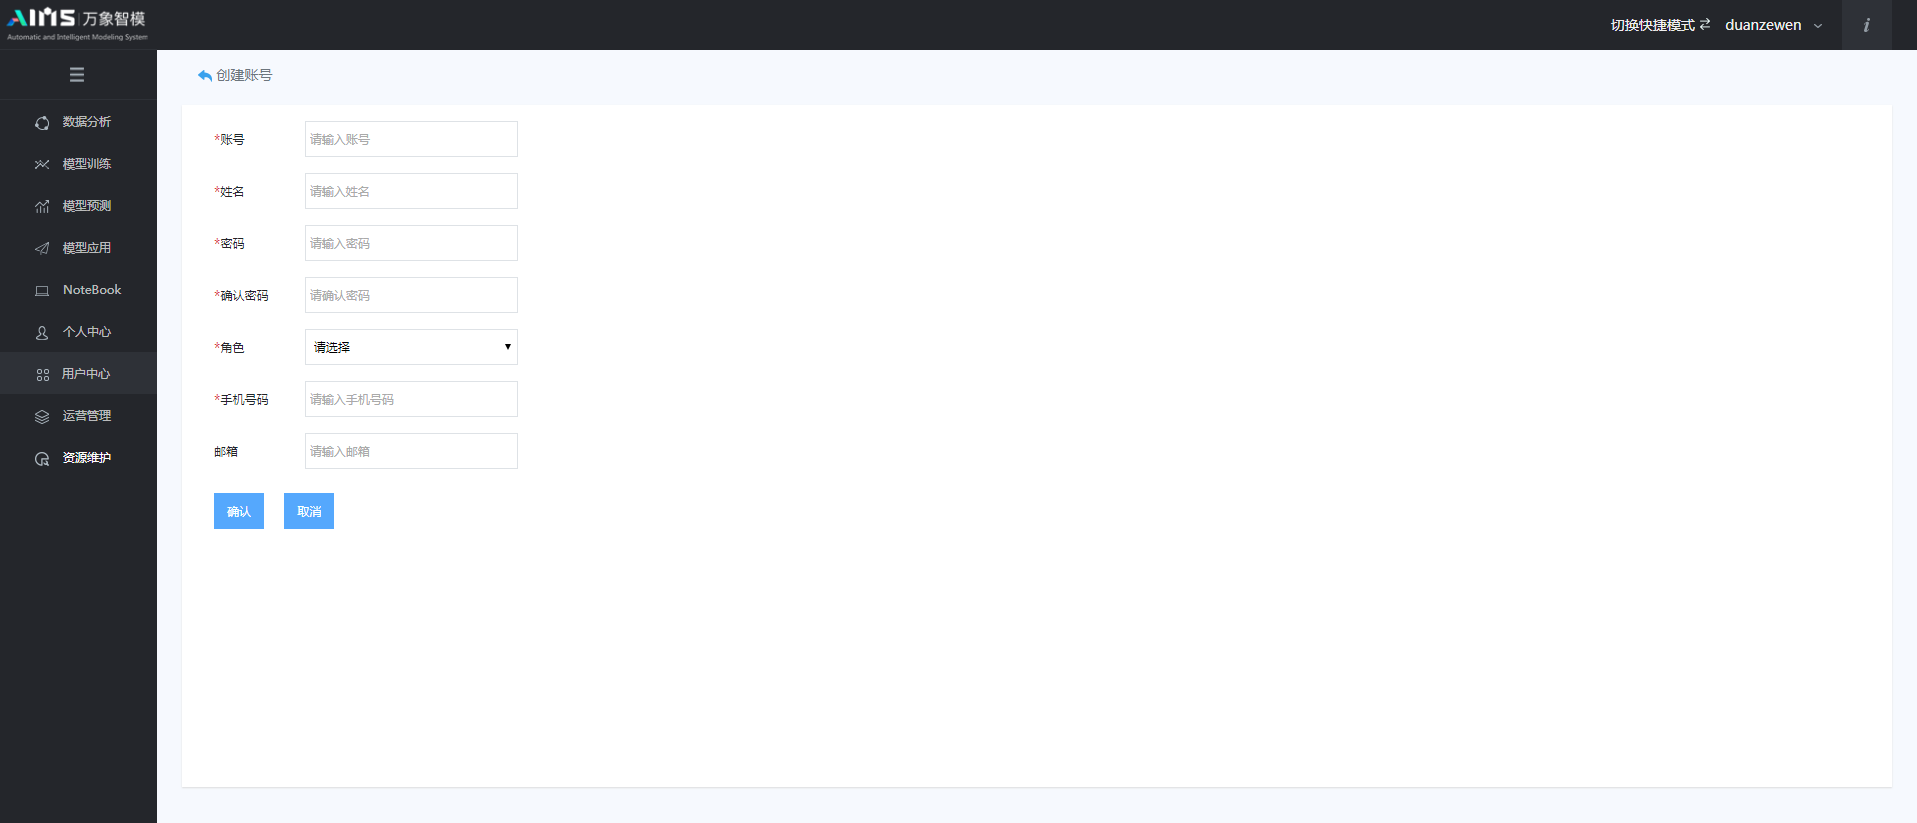 AIMS 万象智模
Automatic and Intelligent Modeling System
切换快捷模式 duanzewen
i
数据分析
模型训练
模型预测
模型应用
NoteBook
个人中心
用户中心
运营管理
资源维护
创建账号
*账号 请输入账号
*姓名 请输入姓名
*密码 请输入密码
*确认密码 请确认密码
*角色 请选择
*手机号码 请输入手机号码
邮箱 请输入邮箱
确认 取消